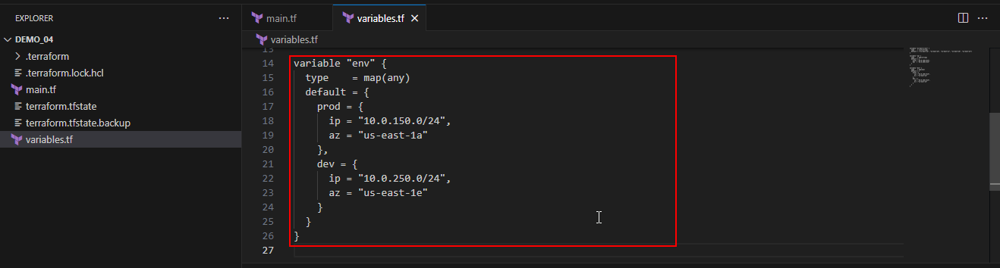 EXPLORER ...
DEMO_04
.terraform
.terraform.lock.hcl
main.tf
terraform.tfstate
terraform.tfstate.backup
variables.tf
main.tf variables.tf
variables.tf
13
14 variable "env" {
15   type    = map(any)
16   default = {
17     prod = {
18       ip = "10.0.150.0/24",
19       az = "us-east-1a"
20     },
21     dev = {
22       ip = "10.0.250.0/24",
23       az = "us-east-1e"
24     }
25   }
26 }
27